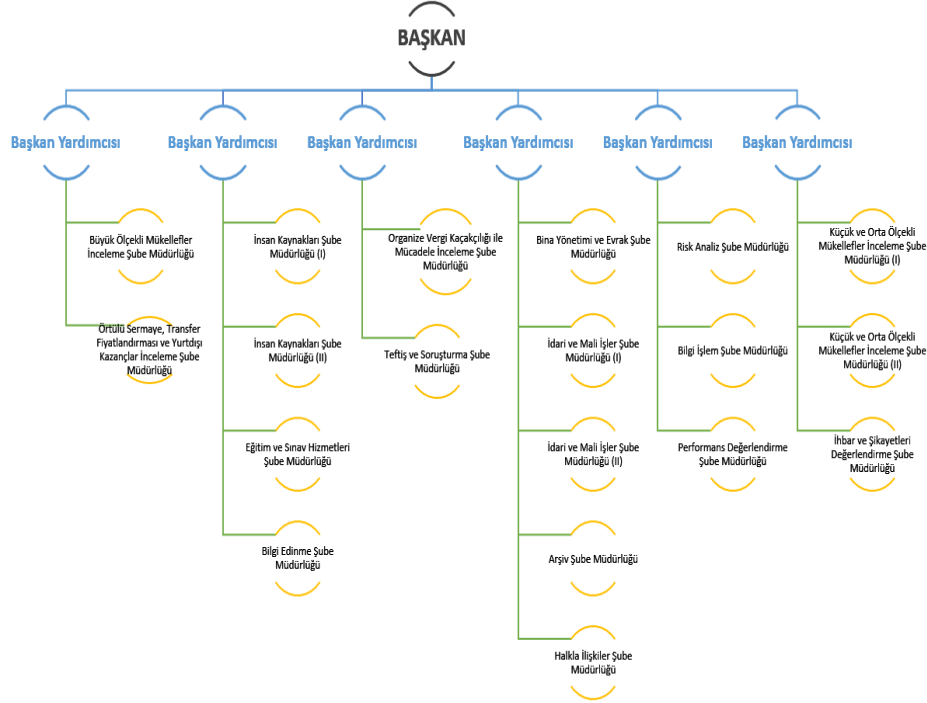 BAŞKAN
Başkan Yardımcısı
Büyük Ölçekli Mükellefler
İnceleme Şube Müdürlüğü
Örtülü Sermaye, Transfer
Fiyatlandırması ve Yurtdışı
Kazançlar İnceleme Şube
Müdürlüğü
Başkan Yardımcısı
İnsan Kaynakları Şube
Müdürlüğü (I)
İnsan Kaynakları Şube
Müdürlüğü (II)
Eğitim ve Sınav Hizmetleri
Şube Müdürlüğü
Bilgi Edinme Şube
Müdürlüğü
Başkan Yardımcısı
Organize Vergi Kaçakçılığı ile
Mücadele İnceleme Şube
Müdürlüğü
Teftiş ve Soruşturma Şube
Müdürlüğü
Başkan Yardımcısı
Bina Yönetimi ve Evrak Şube
Müdürlüğü
İdari ve Mali İşler Şube
Müdürlüğü (I)
İdari ve Mali İşler Şube
Müdürlüğü (II)
Arşiv Şube Müdürlüğü
Halkla İlişkiler Şube
Müdürlüğü
Başkan Yardımcısı
Risk Analiz Şube Müdürlüğü
Bilgi İşlem Şube Müdürlüğü
Performans Değerlendirme
Şube Müdürlüğü
Başkan Yardımcısı
Küçük ve Orta Ölçekli
Mükellefler İnceleme Şube
Müdürlüğü (I)
Küçük ve Orta Ölçekli
Mükellefler İnceleme Şube
Müdürlüğü (II)
İhbar ve Şikayetleri
Değerlendirme Şube
Müdürlüğü